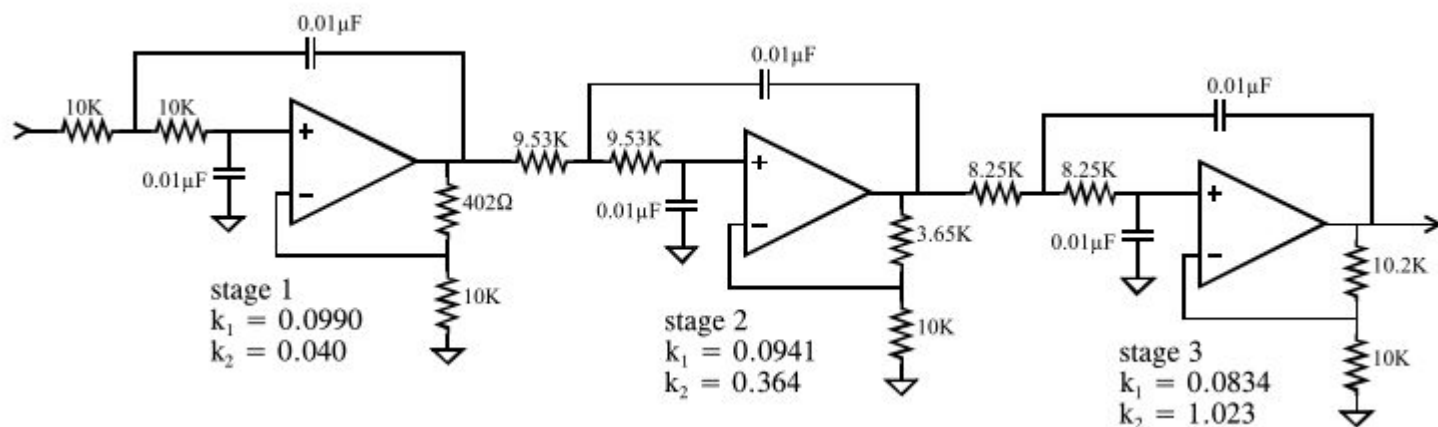 0.01µF
10K
10K
+
−
0.01µF
402Ω
10K
stage 1
k₁ = 0.0990
k₂ = 0.040
0.01µF
9.53K
9.53K
+
−
0.01µF
3.65K
10K
stage 2
k₁ = 0.0941
k₂ = 0.364
0.01µF
8.25K
8.25K
+
−
0.01µF
10.2K
10K
stage 3
k₁ = 0.0834
k₂ = 1.023